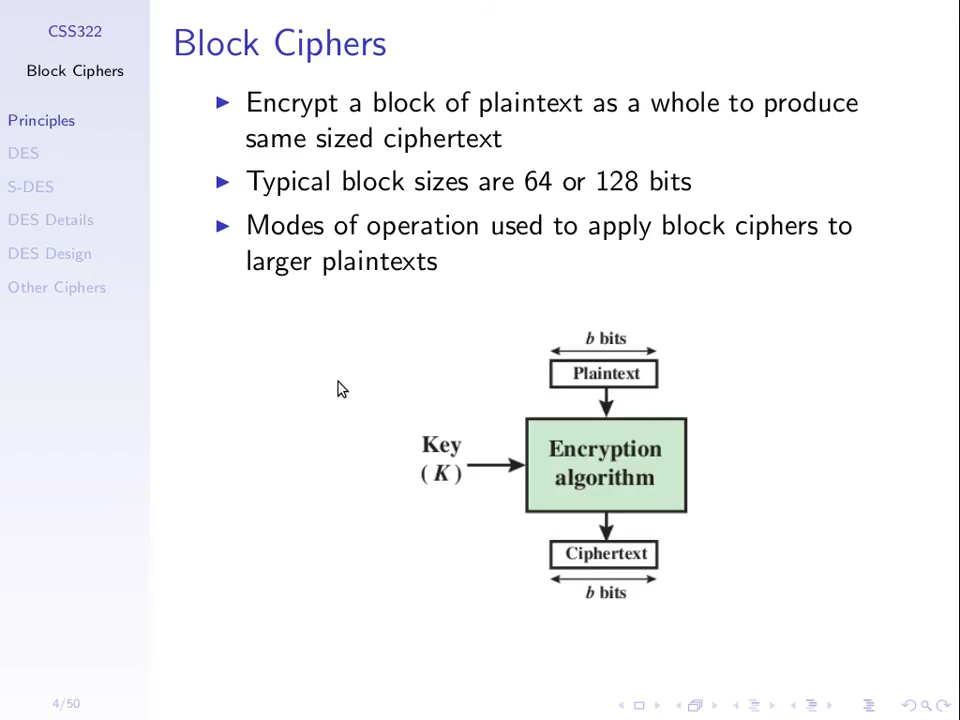 CSS322
Block Ciphers
Principles
DES
S-DES
DES Details
DES Design
Other Ciphers
4/50
Block Ciphers
Encrypt a block of plaintext as a whole to produce
same sized ciphertext
Typical block sizes are 64 or 128 bits
Modes of operation used to apply block ciphers to
larger plaintexts
b bits
Plaintext
Key
( K )
Encryption
algorithm
Ciphertext
b bits